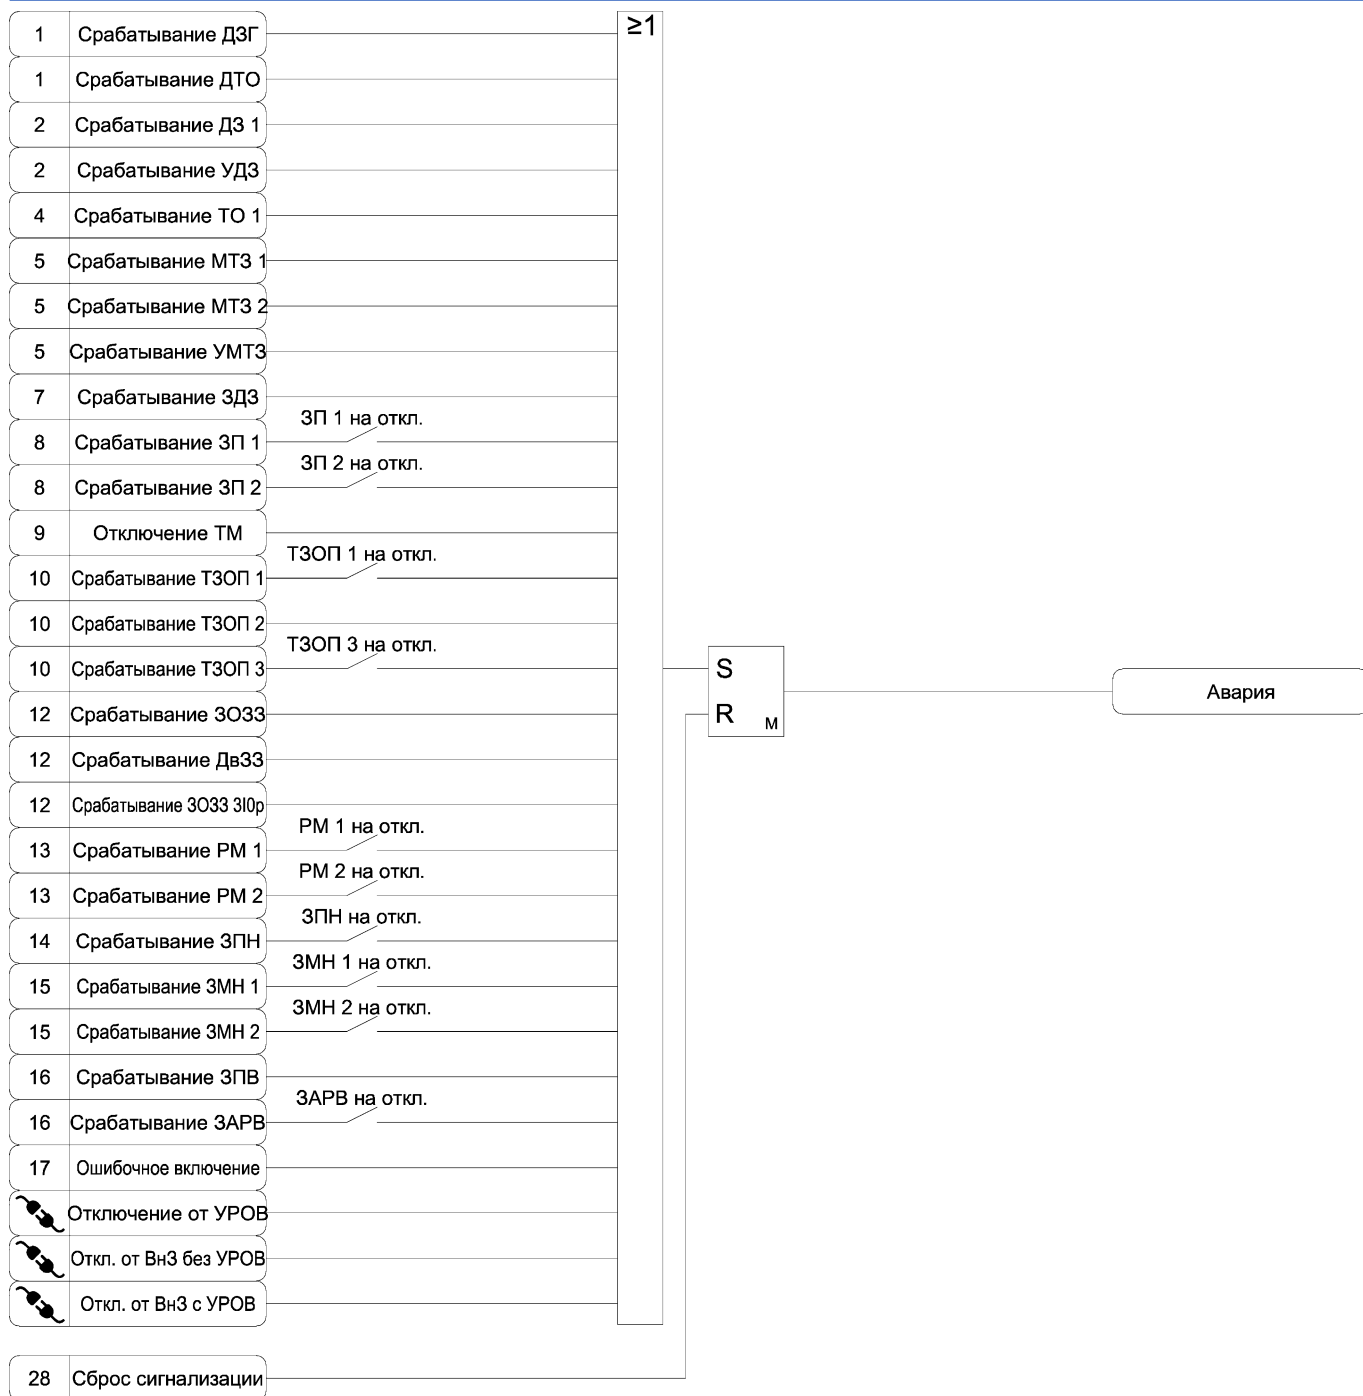 1 Срабатывание ДЗГ
≥1
1 Срабатывание ДТО
2 Срабатывание ДЗ 1
2 Срабатывание УДЗ
4 Срабатывание ТО 1
5 Срабатывание МТЗ 1
5 Срабатывание МТЗ 2
5 Срабатывание УМТЗ
7 Срабатывание ЗДЗ
ЗП 1 на откл.
8 Срабатывание ЗП 1
ЗП 2 на откл.
8 Срабатывание ЗП 2
9 Отключение ТМ
ТЗОП 1 на откл.
10 Срабатывание ТЗОП 1
10 Срабатывание ТЗОП 2
ТЗОП 3 на откл.
10 Срабатывание ТЗОП 3
S
Авария
12 Срабатывание ЗОЗЗ
R
М
12 Срабатывание ДвЗЗ
12 Срабатывание ЗОЗЗ 3I0р
РМ 1 на откл.
13 Срабатывание РМ 1
РМ 2 на откл.
13 Срабатывание РМ 2
ЗПН на откл.
14 Срабатывание ЗПН
ЗМН 1 на откл.
15 Срабатывание ЗМН 1
ЗМН 2 на откл.
15 Срабатывание ЗМН 2
16 Срабатывание ЗПВ
ЗАРВ на откл.
16 Срабатывание ЗАРВ
17 Ошибочное включение
Отключение от УРОВ
Откл. от ВнЗ без УРОВ
Откл. от ВнЗ с УРОВ
28 Сброс сигнализации